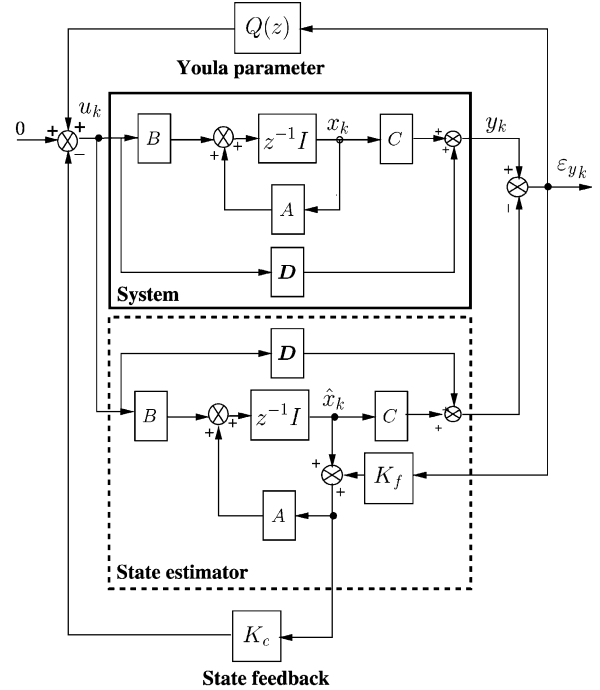 Q(z)
Youla parameter
0 + + u_k
−
B + + z^{-1}I x_k C + + y_k
A
+ − ε_{y_k}
D
System
D
B + + z^{-1}I x̂_k C + +
+ + K_f
A
State estimator
K_c
State feedback